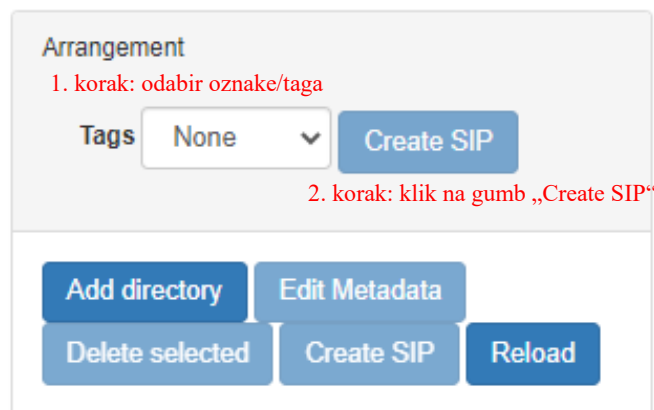 Arrangement
1. korak: odabir oznake/taga
Tags None Create SIP
2. korak: klik na gumb „Create SIP“
Add directory Edit Metadata
Delete selected Create SIP Reload